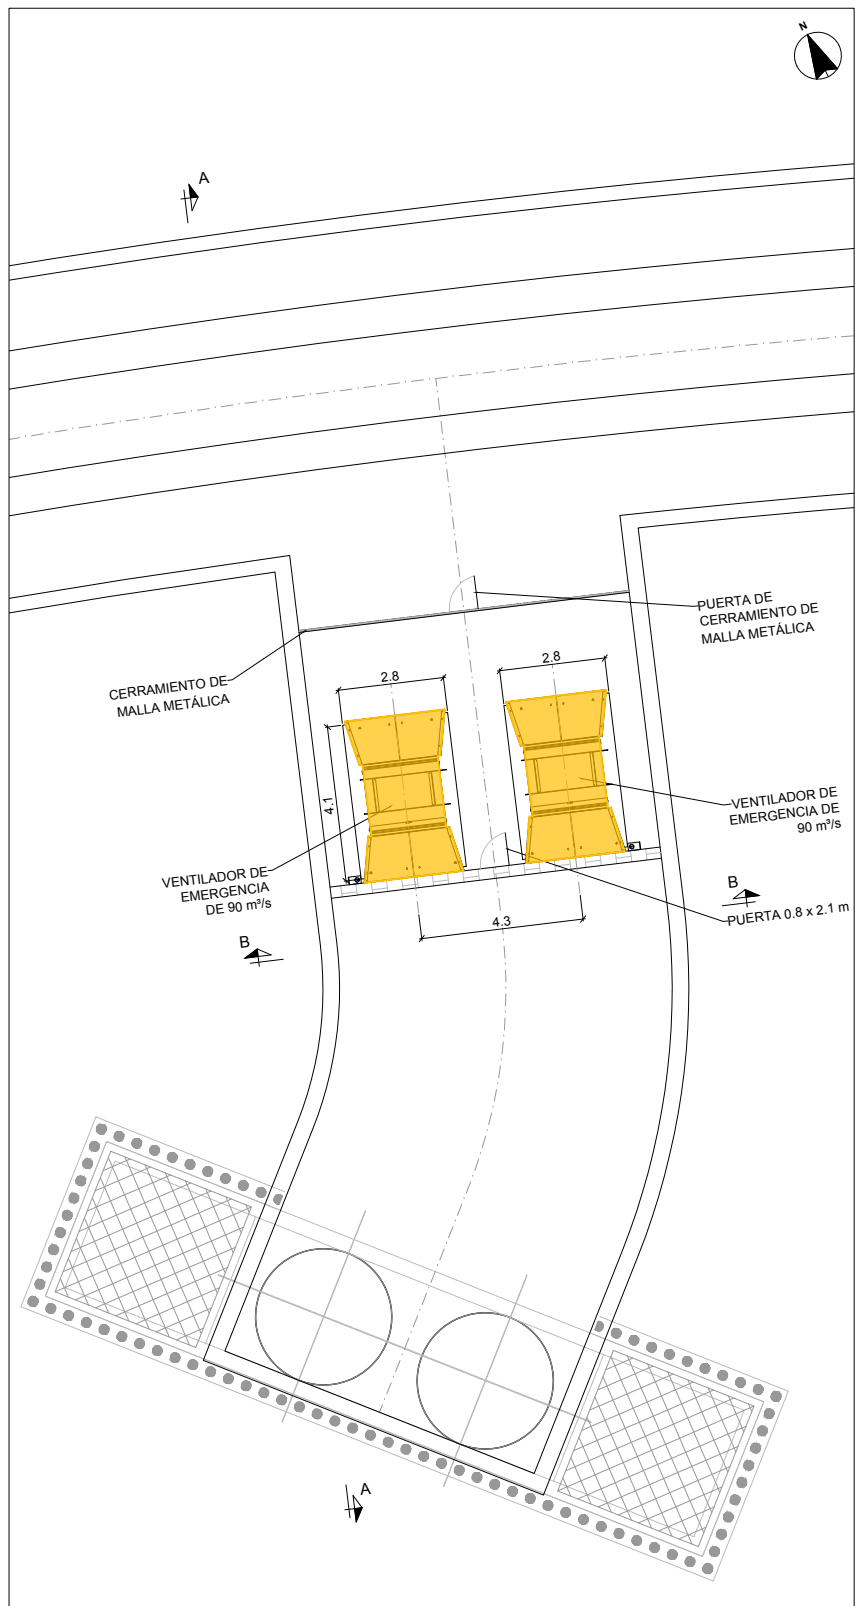 N
A
PUERTA DE
CERRAMIENTO DE
MALLA METÁLICA
CERRAMIENTO DE
MALLA METÁLICA
2.8
2.8
4.1
VENTILADOR DE
EMERGENCIA DE
90 m³/s
VENTILADOR DE
EMERGENCIA
DE 90 m³/s
B
PUERTA 0.8 x 2.1 m
4.3
B
A